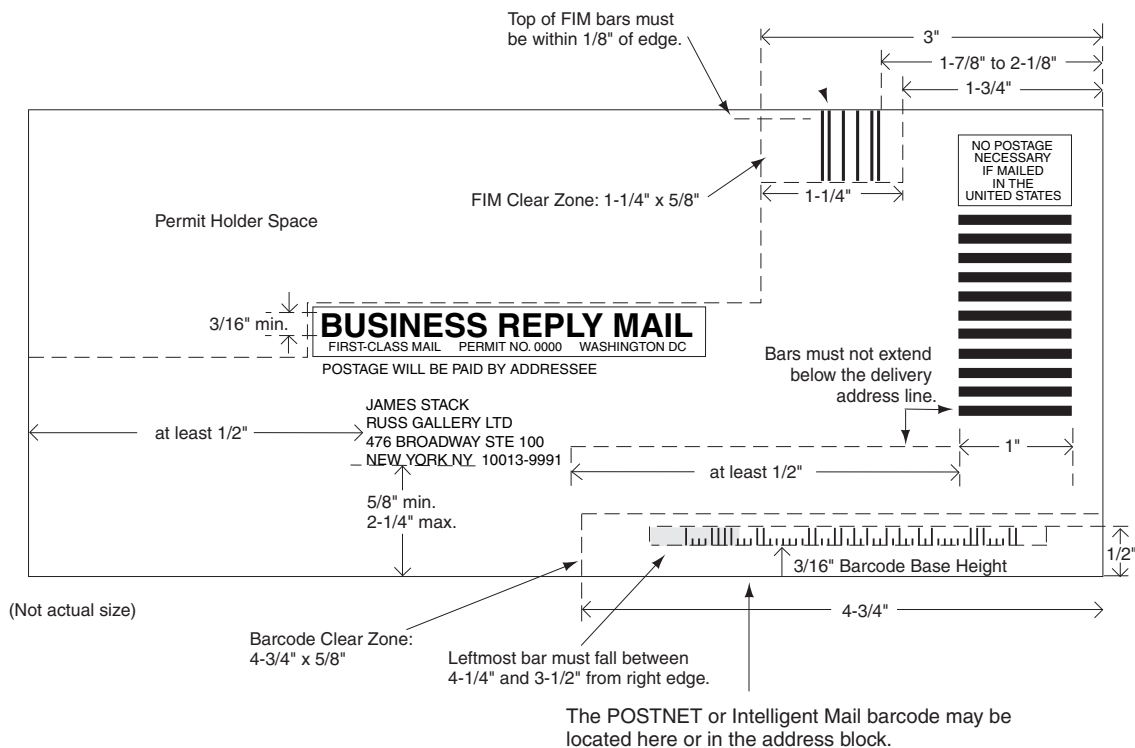 Top of FIM bars must
be within 1/8" of edge.
3"
1-7/8" to 2-1/8"
1-3/4"
NO POSTAGE
NECESSARY
IF MAILED
IN THE
UNITED STATES
FIM Clear Zone: 1-1/4" x 5/8"
1-1/4"
Permit Holder Space
3/16" min.
BUSINESS REPLY MAIL
FIRST-CLASS MAIL PERMIT NO. 0000 WASHINGTON DC
POSTAGE WILL BE PAID BY ADDRESSEE
Bars must not extend
below the delivery
address line.
JAMES STACK
RUSS GALLERY LTD
476 BROADWAY STE 100
NEW YORK NY 10013-9991
at least 1/2"
1"
at least 1/2"
5/8" min.
2-1/4" max.
1/2"
3/16" Barcode Base Height
(Not actual size)
4-3/4"
Barcode Clear Zone:
4-3/4" x 5/8"
Leftmost bar must fall between
4-1/4" and 3-1/2" from right edge.
The POSTNET or Intelligent Mail barcode may be
located here or in the address block.